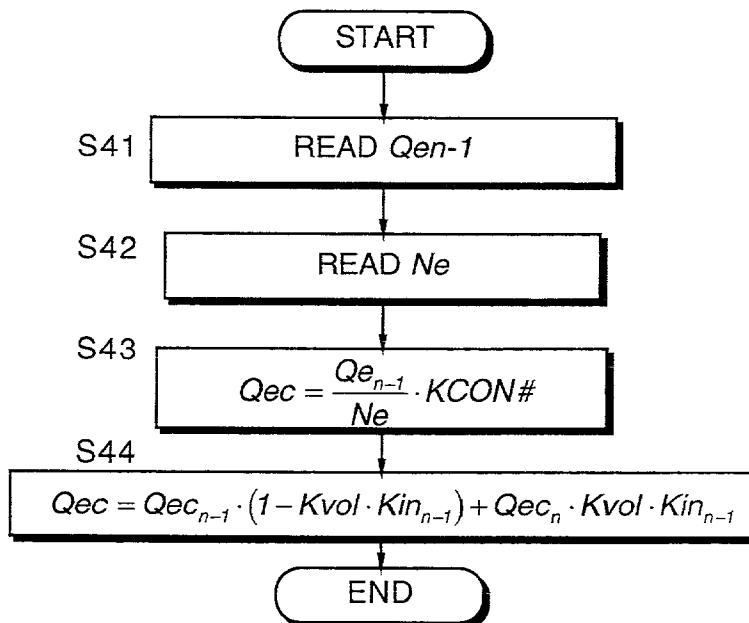 START
S41
READ Qen-1
S42
READ Ne
S43
Qec = Qe_{n-1}/Ne · KCON#
S44
Qec = Qec_{n-1} · (1 – Kvol · Kin_{n-1}) + Qec_n · Kvol · Kin_{n-1}
END